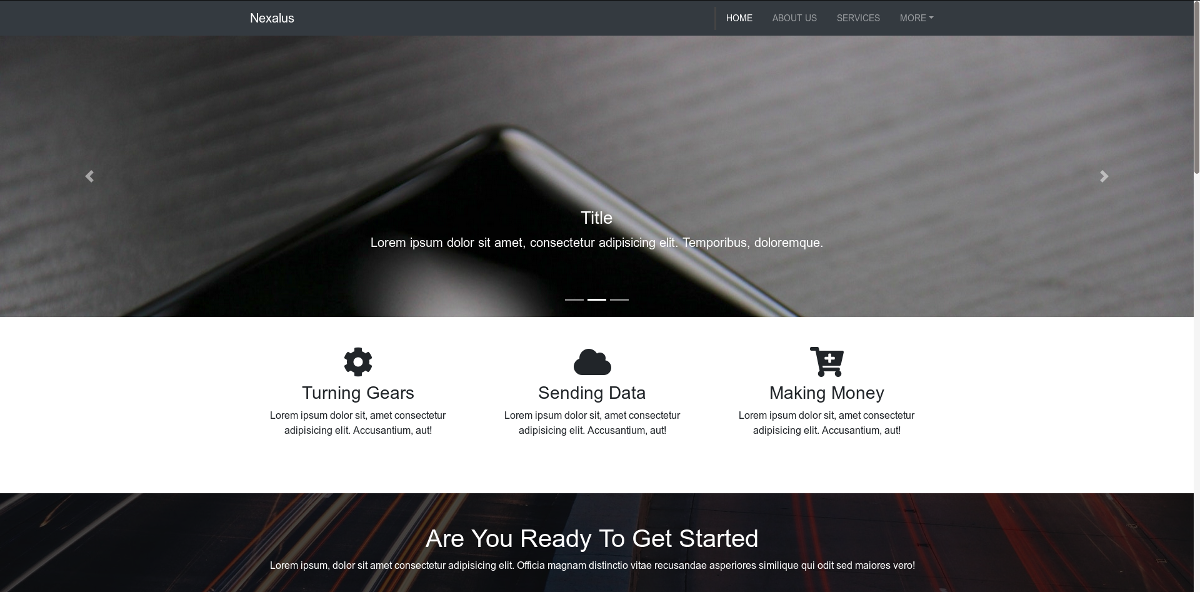 Nexalus
HOME ABOUT US SERVICES MORE
Title
Lorem ipsum dolor sit amet, consectetur adipisicing elit. Temporibus, doloremque.
Turning Gears
Lorem ipsum dolor sit, amet consectetur
adipisicing elit. Accusantium, aut!
Sending Data
Lorem ipsum dolor sit, amet consectetur
adipisicing elit. Accusantium, aut!
Making Money
Lorem ipsum dolor sit, amet consectetur
adipisicing elit. Accusantium, aut!
Are You Ready To Get Started
Lorem ipsum, dolor sit amet consectetur adipisicing elit. Officia magnam distinctio vitae recusandae asperiores similique qui odit sed maiores vero!